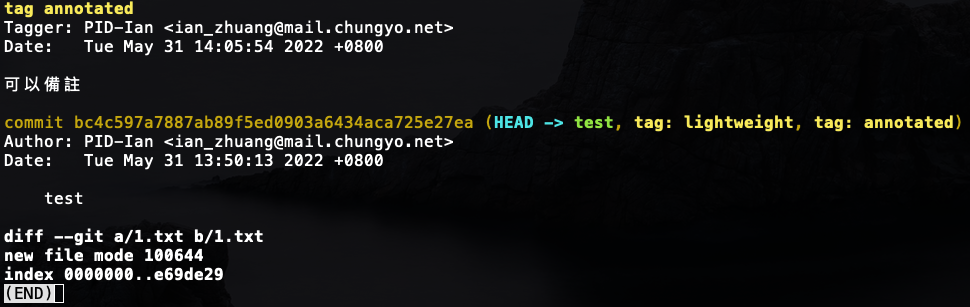 tag annotated
Tagger: PID-Ian <ian_zhuang@mail.chungyo.net>
Date:   Tue May 31 14:05:54 2022 +0800
可以備註
commit bc4c597a7887ab89f5ed0903a6434aca725e27ea (HEAD -> test, tag: lightweight, tag: annotated)
Author: PID-Ian <ian_zhuang@mail.chungyo.net>
Date:   Tue May 31 13:50:13 2022 +0800
    test
diff --git a/1.txt b/1.txt
new file mode 100644
index 0000000..e69de29
(END)